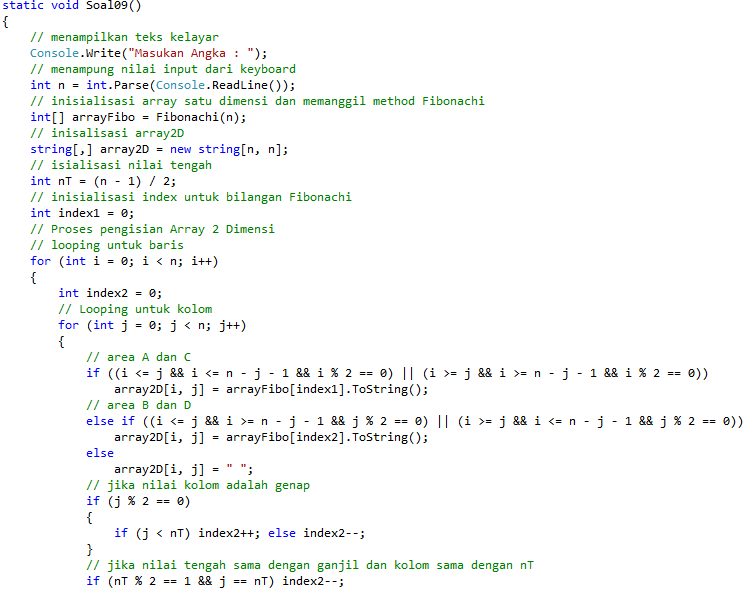 static void Soal09()
{
    // menampilkan teks kelayar
    Console.Write("Masukan Angka : ");
    // menampung nilai input dari keyboard
    int n = int.Parse(Console.ReadLine());
    // inisialisasi array satu dimensi dan memanggil method Fibonachi
    int[] arrayFibo = Fibonachi(n);
    // inisalisasi array2D
    string[,] array2D = new string[n, n];
    // isialisasi nilai tengah
    int nT = (n - 1) / 2;
    // inisialisasi index untuk bilangan Fibonachi
    int index1 = 0;
    // Proses pengisian Array 2 Dimensi
    // looping untuk baris
    for (int i = 0; i < n; i++)
    {
        int index2 = 0;
        // Looping untuk kolom
        for (int j = 0; j < n; j++)
        {
            // area A dan C
            if ((i <= j && i <= n - j - 1 && i % 2 == 0) || (i >= j && i >= n - j - 1 && i % 2 == 0))
                array2D[i, j] = arrayFibo[index1].ToString();
            // area B dan D
            else if ((i <= j && i >= n - j - 1 && j % 2 == 0) || (i >= j && i <= n - j - 1 && j % 2 == 0))
                array2D[i, j] = arrayFibo[index2].ToString();
            else
                array2D[i, j] = " ";
            // jika nilai kolom adalah genap
            if (j % 2 == 0)
            {
                if (j < nT) index2++; else index2--;
            }
            // jika nilai tengah sama dengan ganjil dan kolom sama dengan nT
            if (nT % 2 == 1 && j == nT) index2--;